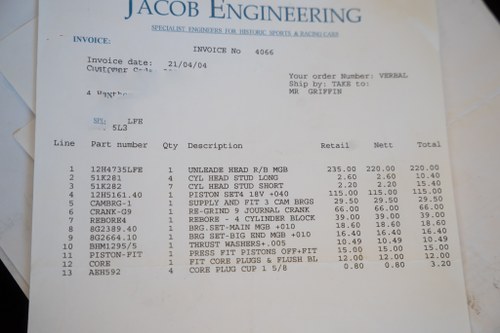 JACOB ENGINEERING
SPECIALIST ENGINEERS FOR HISTORIC SPORTS & RACING CARS
INVOICE:
INVOICE No 4066
Invoice date: 21/04/04
Customer Code
Your order Number: VERBAL
Ship by: TAKE to:
MR GRIFFIN
4
LFE
5L3
Line Part number Qty Description Retail Nett Total
1 12H4735LFE 1 UNLEADE HEAD R/B MGB 235.00 220.00 220.00
2 51K281 4 CYL HEAD STUD LONG 2.60 2.60 10.40
3 51K282 7 CYL HEAD STUD SHORT 2.20 2.20 15.40
4 12H5161.40 1 PISTON SET4 18V +040 115.00 115.00 115.00
5 CAMBRG-1 1 SUPPLY AND FIT 3 CAM BRGS 29.50 29.50 29.50
6 CRANK-G9 1 RE-GRIND 9 JOURNAL CRANK 66.00 66.00 66.00
7 REBORE4 1 REBORE - 4 CYLINDER BLOCK 39.00 39.00 39.00
8 8G2389.40 1 BRG.SET-MAIN MGB +010 18.60 18.60 18.60
9 8G2664.10 1 BRG SET-BIG END MGB +010 16.40 16.40 16.40
10 BHM1295/5 1 THRUST WASHERS+.005 10.49 10.49 10.49
11 PISTON-FIT 1 PRESS FIT PISTONS OFF+FIT 15.00 15.00 15.00
12 CORE 1 FIT CORE PLUGS & FLUSH BL 12.00 12.00 12.00
13 AEH592 4 CORE PLUG CUP 1 5/8 0.80 0.80 3.20